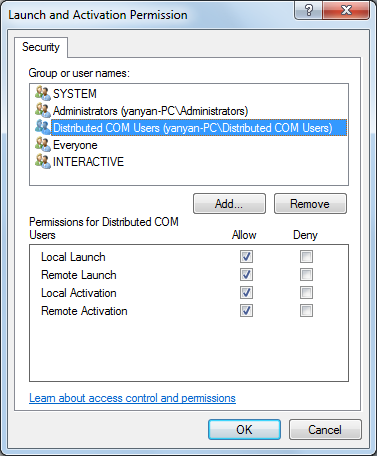 Launch and Activation Permission
Security
Group or user names:
SYSTEM
Administrators (yanyan-PC\Administrators)
Distributed COM Users (yanyan-PC\Distributed COM Users)
Everyone
INTERACTIVE
Add... Remove
Permissions for Distributed COM
Users Allow Deny
Local Launch
Remote Launch
Local Activation
Remote Activation
Learn about access control and permissions
OK Cancel